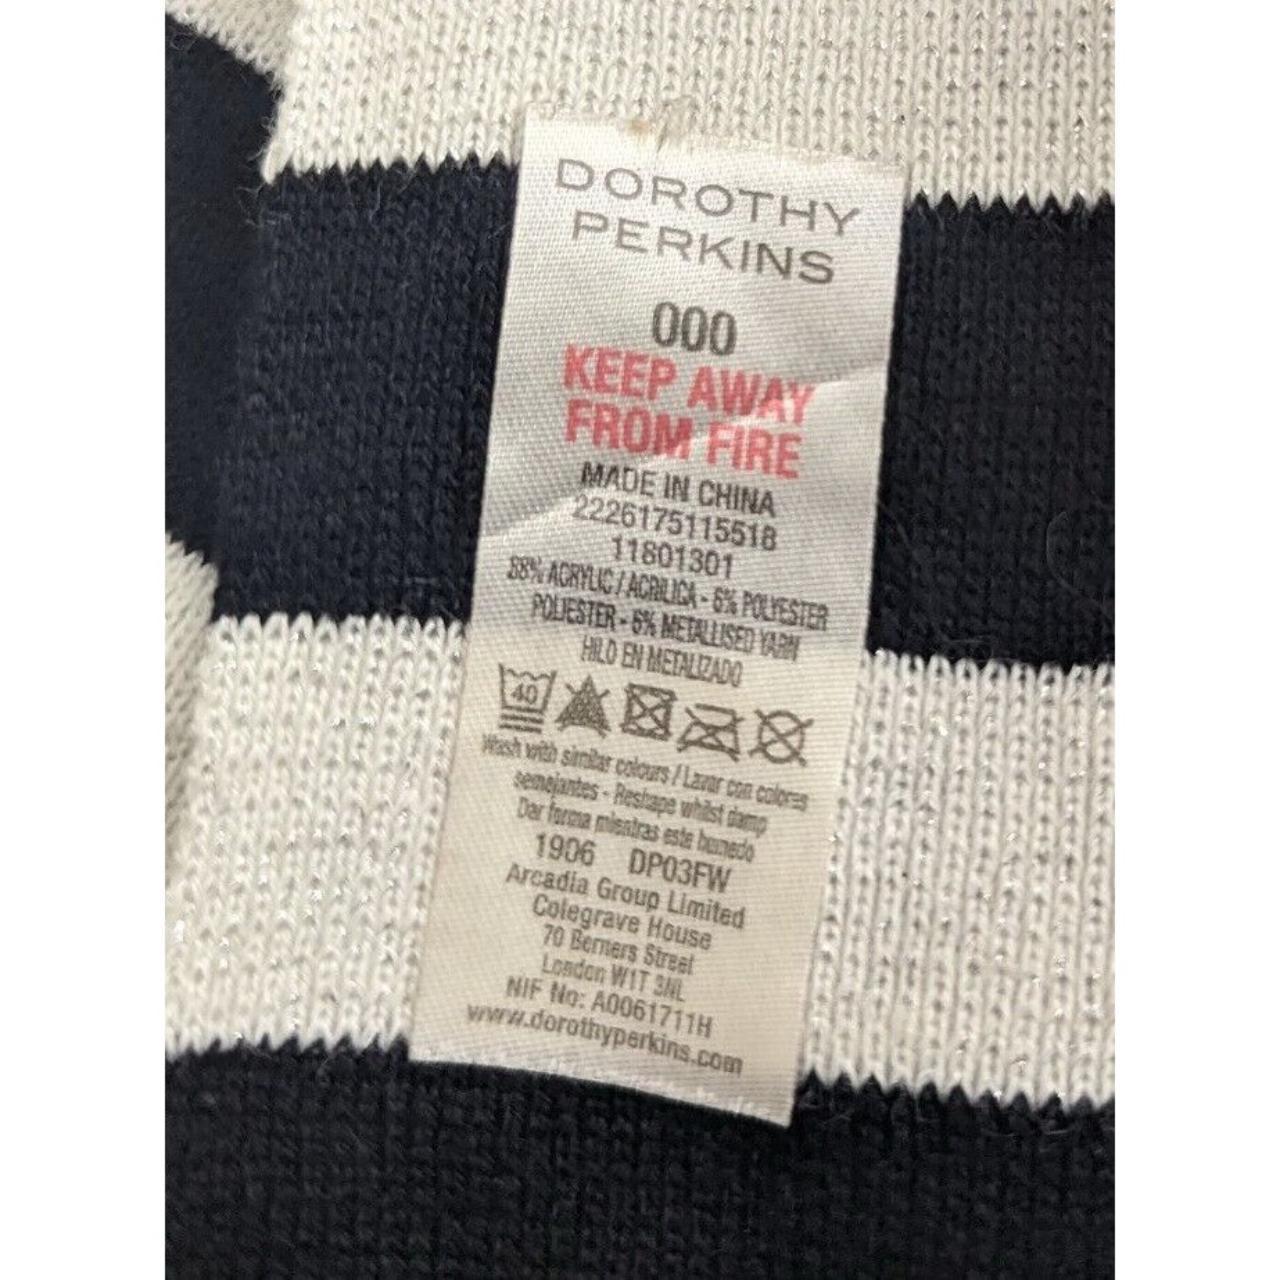 DOROTHY
PERKINS
000
KEEP AWAY
FROM FIRE
MADE IN CHINA
2226175115518
11801301
88% ACRYLIC / ACRILICA - 6% POLYESTER
POLIESTER - 6% METALLISED YARN
HILO EN METALIZADO
40
Wash with similar colours / Lavar con colores
semejantes - Reshape whilst damp
Dar forma mientras este humedo
1906 DP03FW
Arcadia Group Limited
Colegrave House
70 Berners Street
London W1T 3NL
NIF No: A0061711H
www.dorothyperkins.com